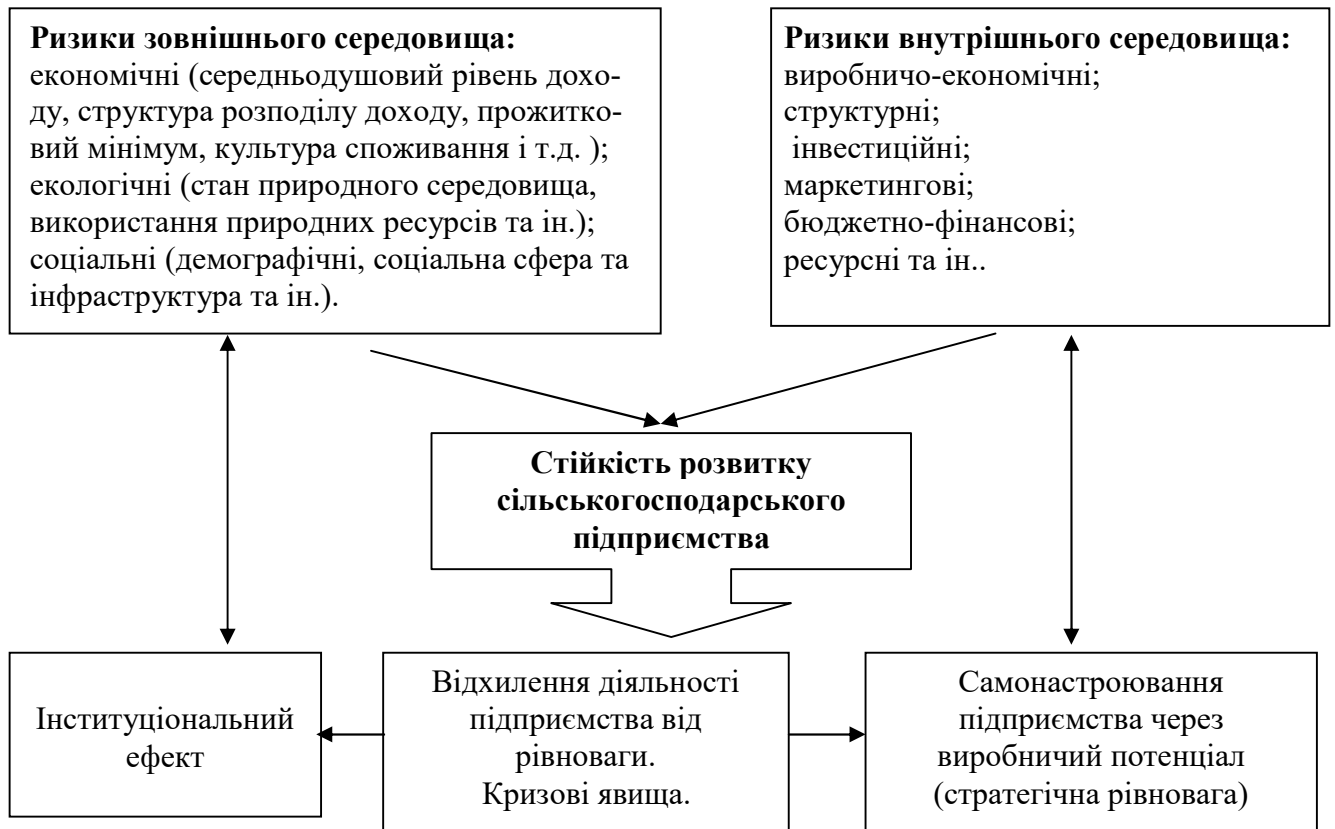 Ризики зовнішнього середовища:
економічні (середньодушовий рівень дохо-
ду, структура розподілу доходу, прожитко-
вий мінімум, культура споживання і т.д. );
екологічні (стан природного середовища,
використання природних ресурсів та ін.);
соціальні (демографічні, соціальна сфера та
інфраструктура та ін.).
Ризики внутрішнього середовища:
виробничо-економічні;
структурні;
інвестиційні;
маркетингові;
бюджетно-фінансові;
ресурсні та ін..
Стійкість розвитку
сільськогосподарського
підприємства
Інституціональний
ефект
Відхилення діяльності
підприємства від
рівноваги.
Кризові явища.
Самонастроювання
підприємства через
виробничий потенціал
(стратегічна рівновага)